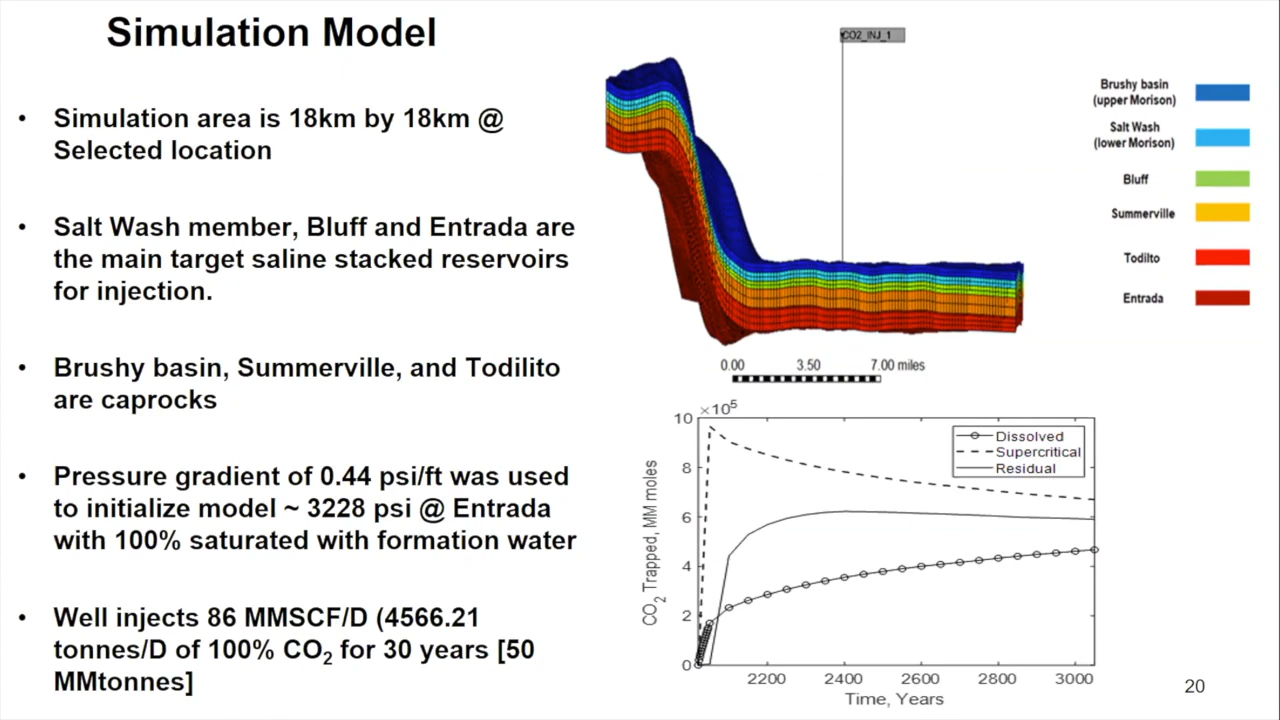 Simulation Model
• Simulation area is 18km by 18km @
Selected location
• Salt Wash member, Bluff and Entrada are
the main target saline stacked reservoirs
for injection.
• Brushy basin, Summerville, and Todilito
are caprocks
• Pressure gradient of 0.44 psi/ft was used
to initialize model ~ 3228 psi @ Entrada
with 100% saturated with formation water
• Well injects 86 MMSCF/D (4566.21
tonnes/D of 100% CO₂ for 30 years [50
MMtonnes]
CO2_INJ_1
Brushy basin
(upper Morison)
Salt Wash
(lower Morison)
Bluff
Summerville
Todilto
Entrada
0.00 3.50 7.00 miles
×10⁵
10
8
6
4
2
0
CO₂ Trapped, MM moles
Dissolved
Supercritical
Residual
2200 2400 2600 2800 3000
Time, Years
20